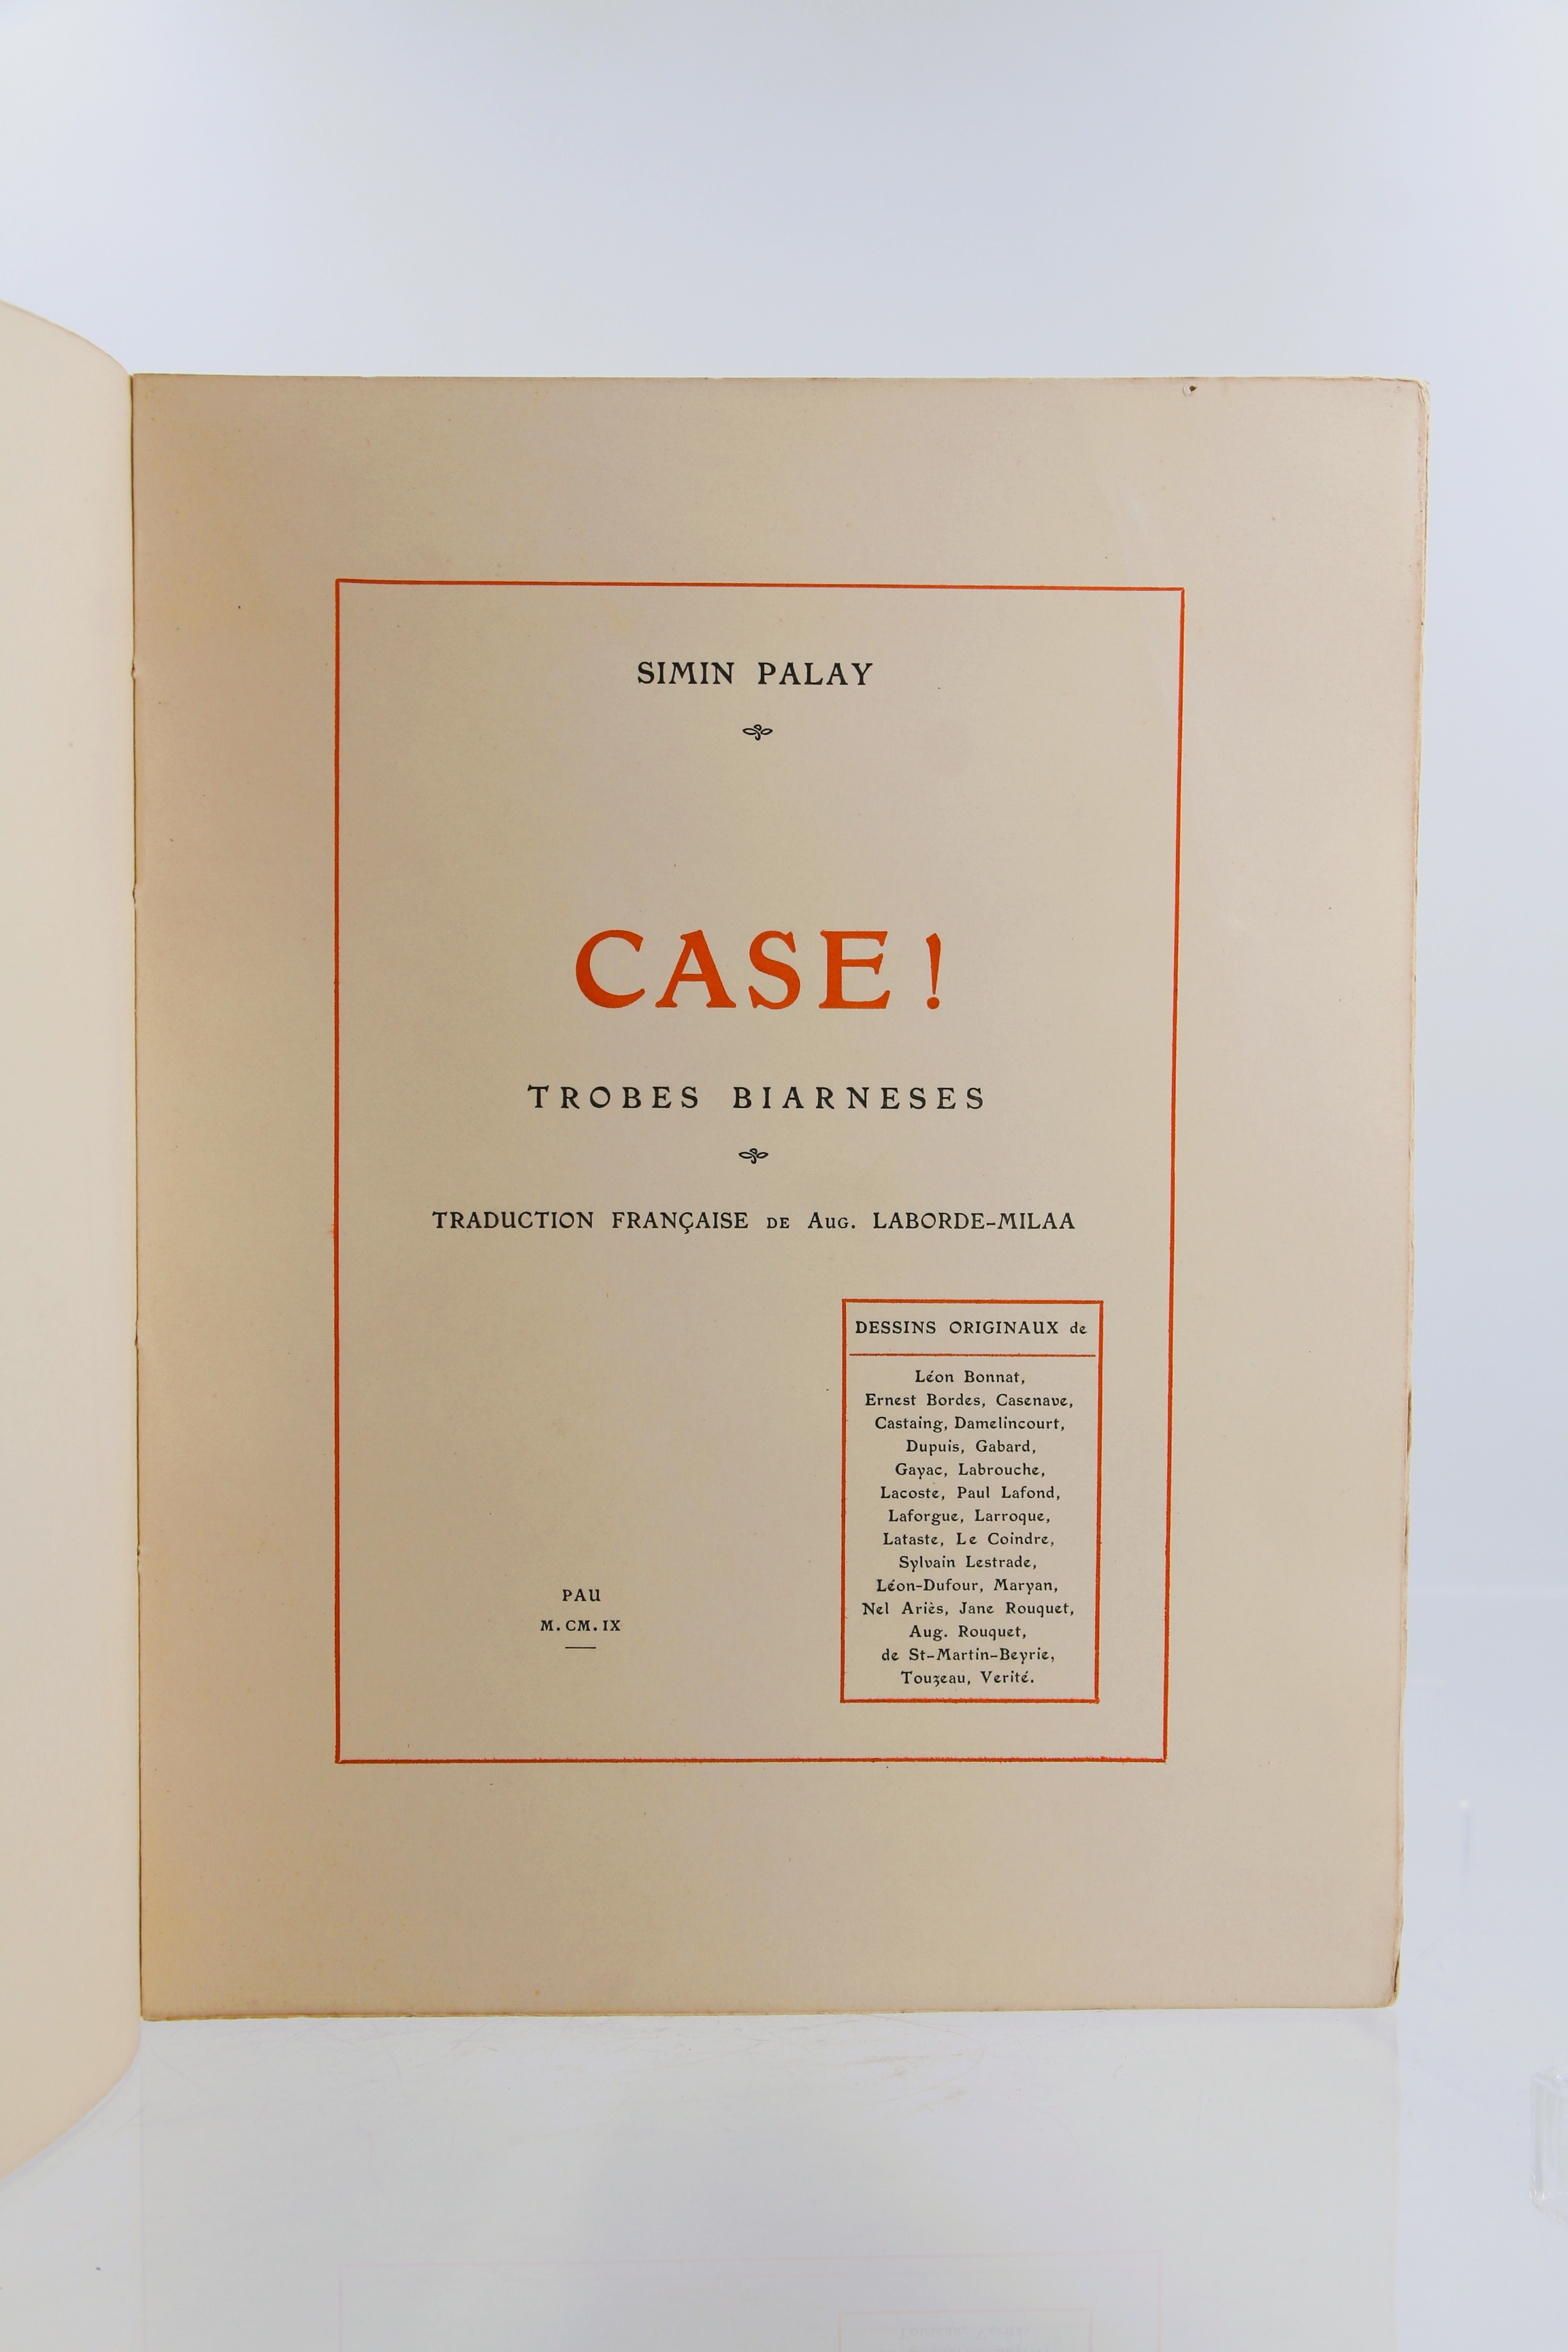 SIMIN PALAY
CASE !
TROBES BIARNESES
TRADUCTION FRANÇAISE DE Aug. LABORDE-MILAA
DESSINS ORIGINAUX de
Léon Bonnat,
Ernest Bordes, Casenave,
Castaing, Damelincourt,
Dupuis, Gabard,
Gayac, Labrouche,
Lacoste, Paul Lafond,
Laforgue, Larroque,
Lataste, Le Coindre,
Sylvain Lestrade,
Léon-Dufour, Maryan,
Nel Ariès, Jane Rouquet,
Aug. Rouquet,
de St-Martin-Beyrie,
Touzeau, Verité.
PAU
M. CM. IX